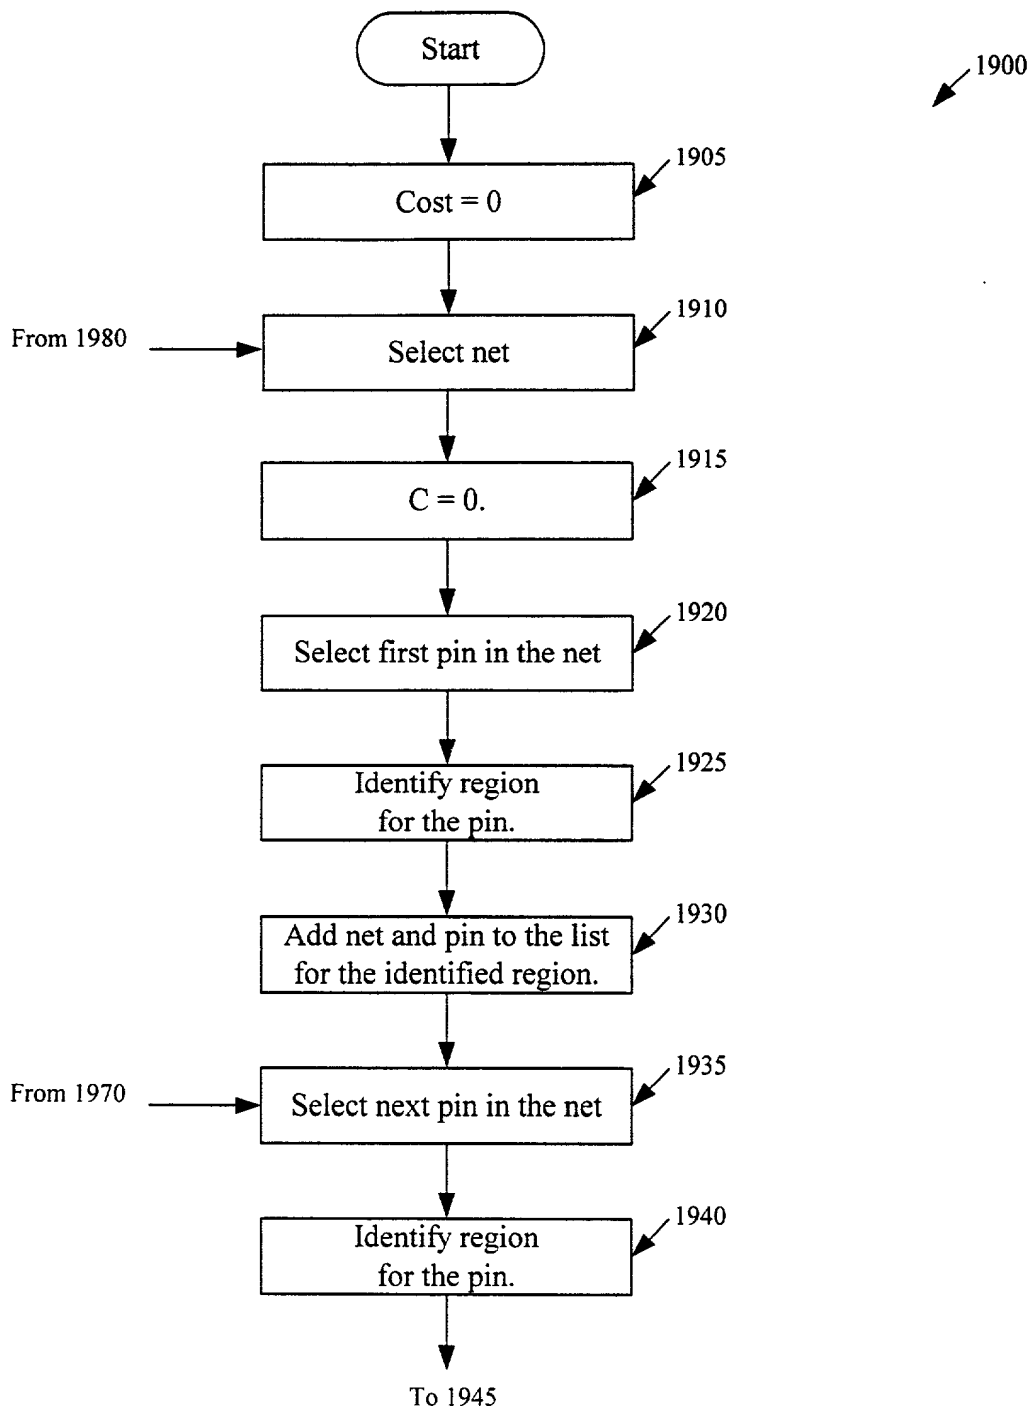 Start
1900
1905
Cost = 0
1910
From 1980
Select net
1915
C = 0.
1920
Select first pin in the net
1925
Identify region
for the pin.
1930
Add net and pin to the list
for the identified region.
1935
From 1970
Select next pin in the net
1940
Identify region
for the pin.
To 1945